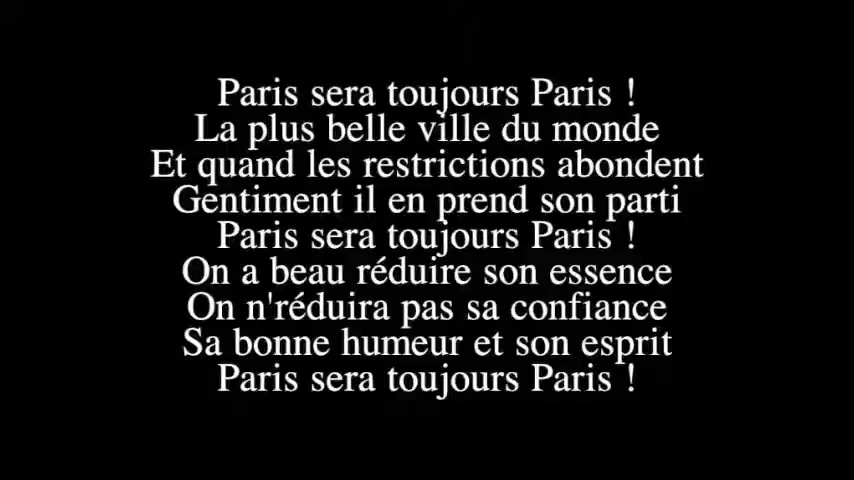 Paris sera toujours Paris !
La plus belle ville du monde
Et quand les restrictions abondent
Gentiment il en prend son parti
Paris sera toujours Paris !
On a beau réduire son essence
On n'réduira pas sa confiance
Sa bonne humeur et son esprit
Paris sera toujours Paris !